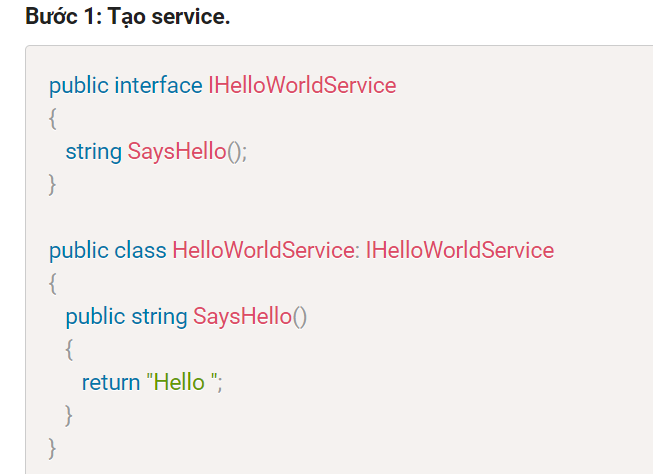 Bước 1: Tạo service.
public interface IHelloWorldService
{
string SaysHello();
}
public class HelloWorldService: IHelloWorldService
{
public string SaysHello()
{
return "Hello ";
}
}